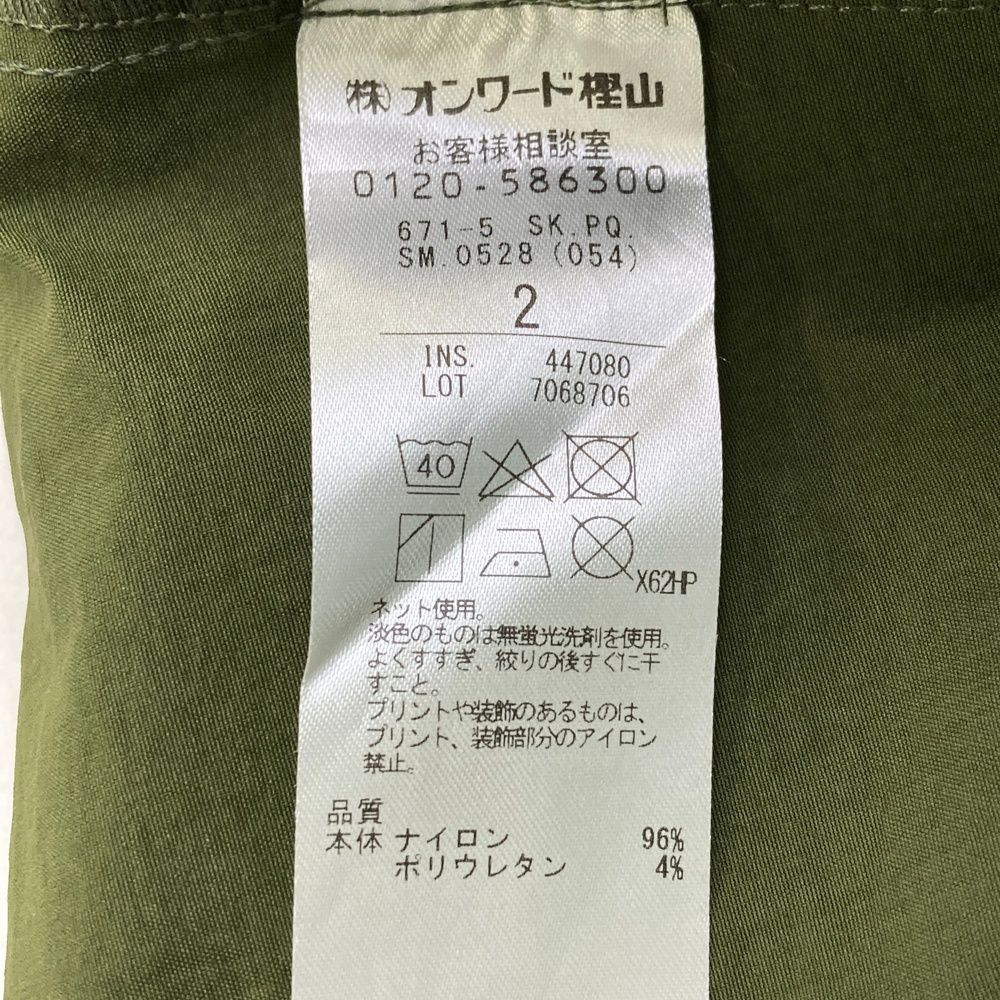 ㈱オンワード樫山
お客様相談室
0120-586300
671-5 SK.PQ.
SM.0528(054)
2
INS. 447080
LOT 7068706
40
X62HP
ネット使用。
淡色のものは無蛍光洗剤を使用。
よくすすぎ、絞りの後すぐに干
すこと。
プリントや装飾のあるものは、
プリント、装飾部分のアイロン
禁止。
品質
本体 ナイロン 96%
ポリウレタン 4%